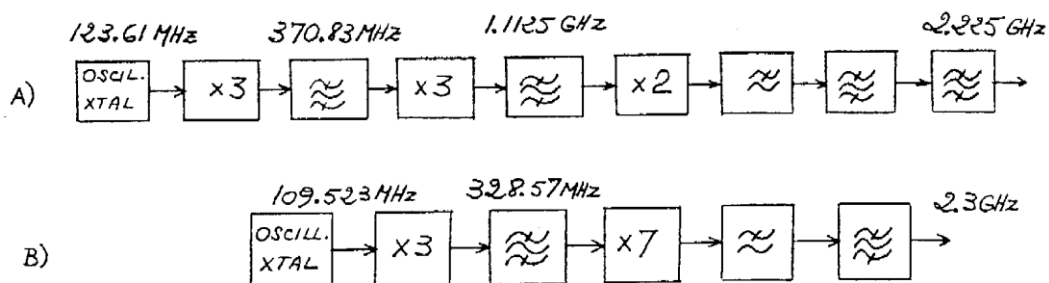 123.61 MHz 370.83 MHz 1.1125 GHz 2.225 GHz
A) OSCIL. XTAL ×3 ×3 ×2
109.523 MHz 328.57 MHz 2.3 GHz
B) OSCILL. XTAL ×3 ×7